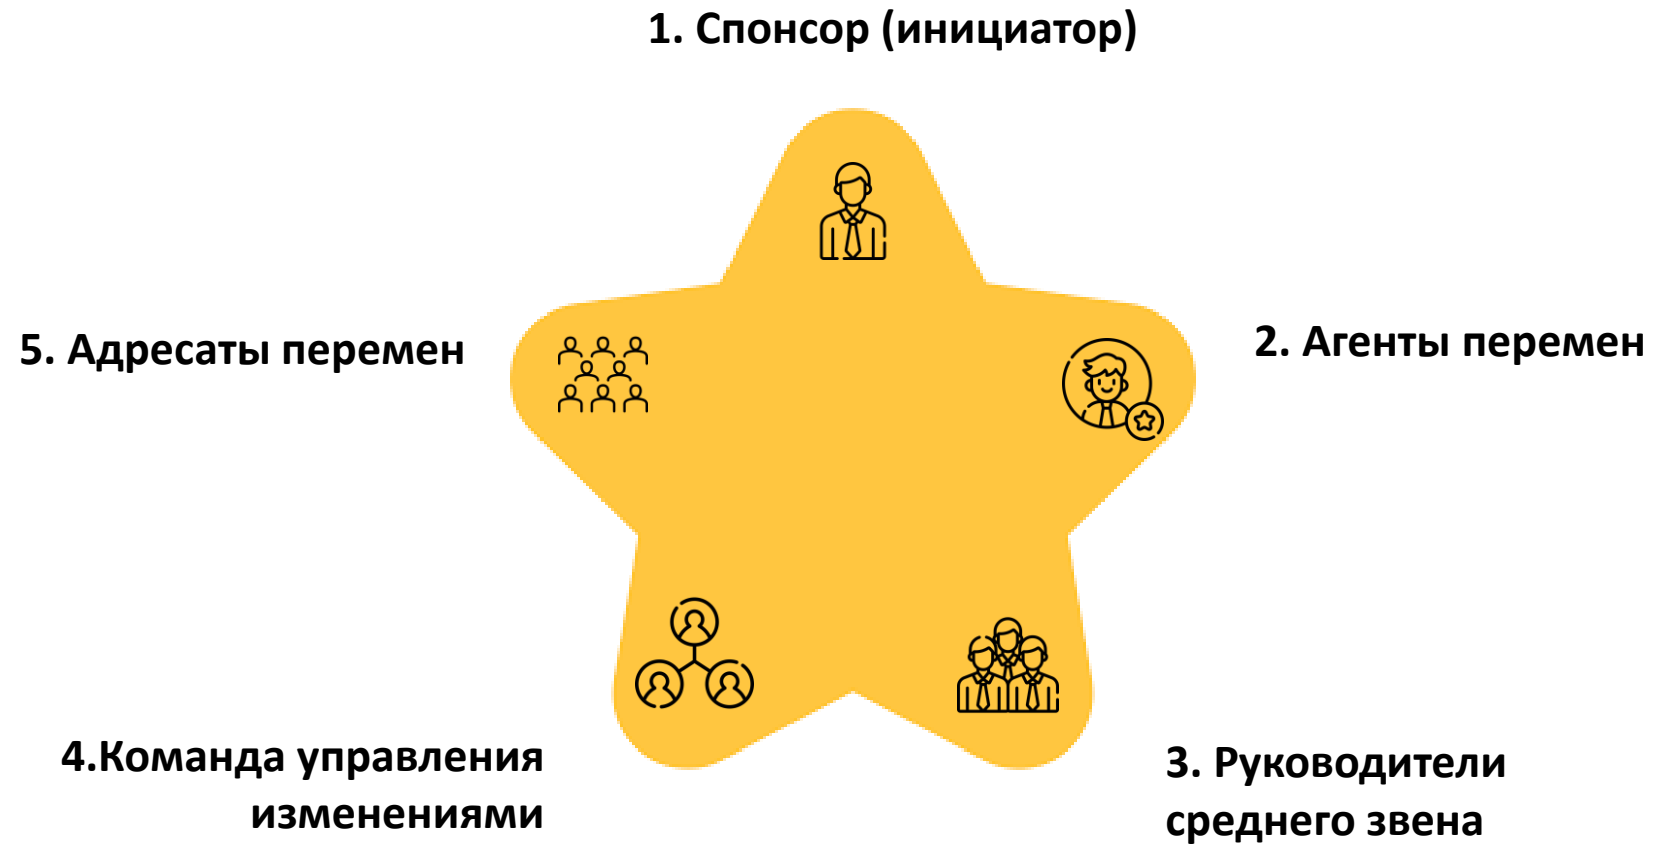 1. Спонсор (инициатор)
2. Агенты перемен
3. Руководители
среднего звена
4.Команда управления
изменениями
5. Адресаты перемен